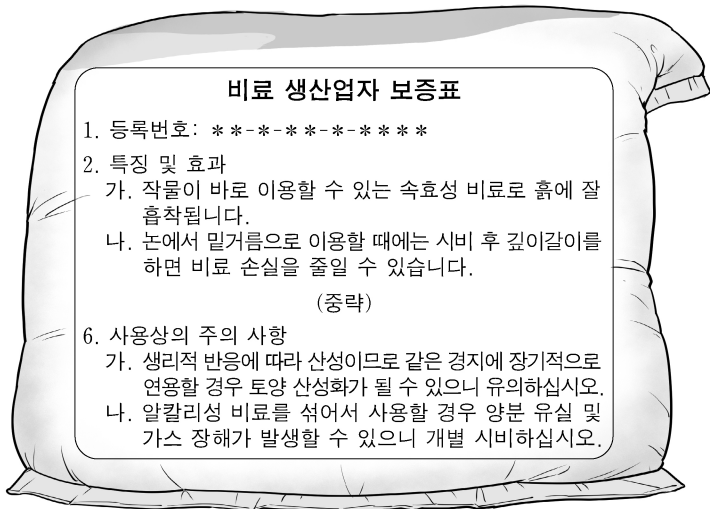 비료 생산업자 보증표
1. 등록번호: **-*-**-*-****
2. 특징 및 효과
가. 작물이 바로 이용할 수 있는 속효성 비료로 흙에 잘
흡착됩니다.
나. 논에서 밑거름으로 이용할 때에는 시비 후 깊이갈이를
하면 비료 손실을 줄일 수 있습니다.
(중략)
6. 사용상의 주의 사항
가. 생리적 반응에 따라 산성이므로 같은 경지에 장기적으로
연용할 경우 토양 산성화가 될 수 있으니 유의하십시오.
나. 알칼리성 비료를 섞어서 사용할 경우 양분 유실 및
가스 장해가 발생할 수 있으니 개별 시비하십시오.